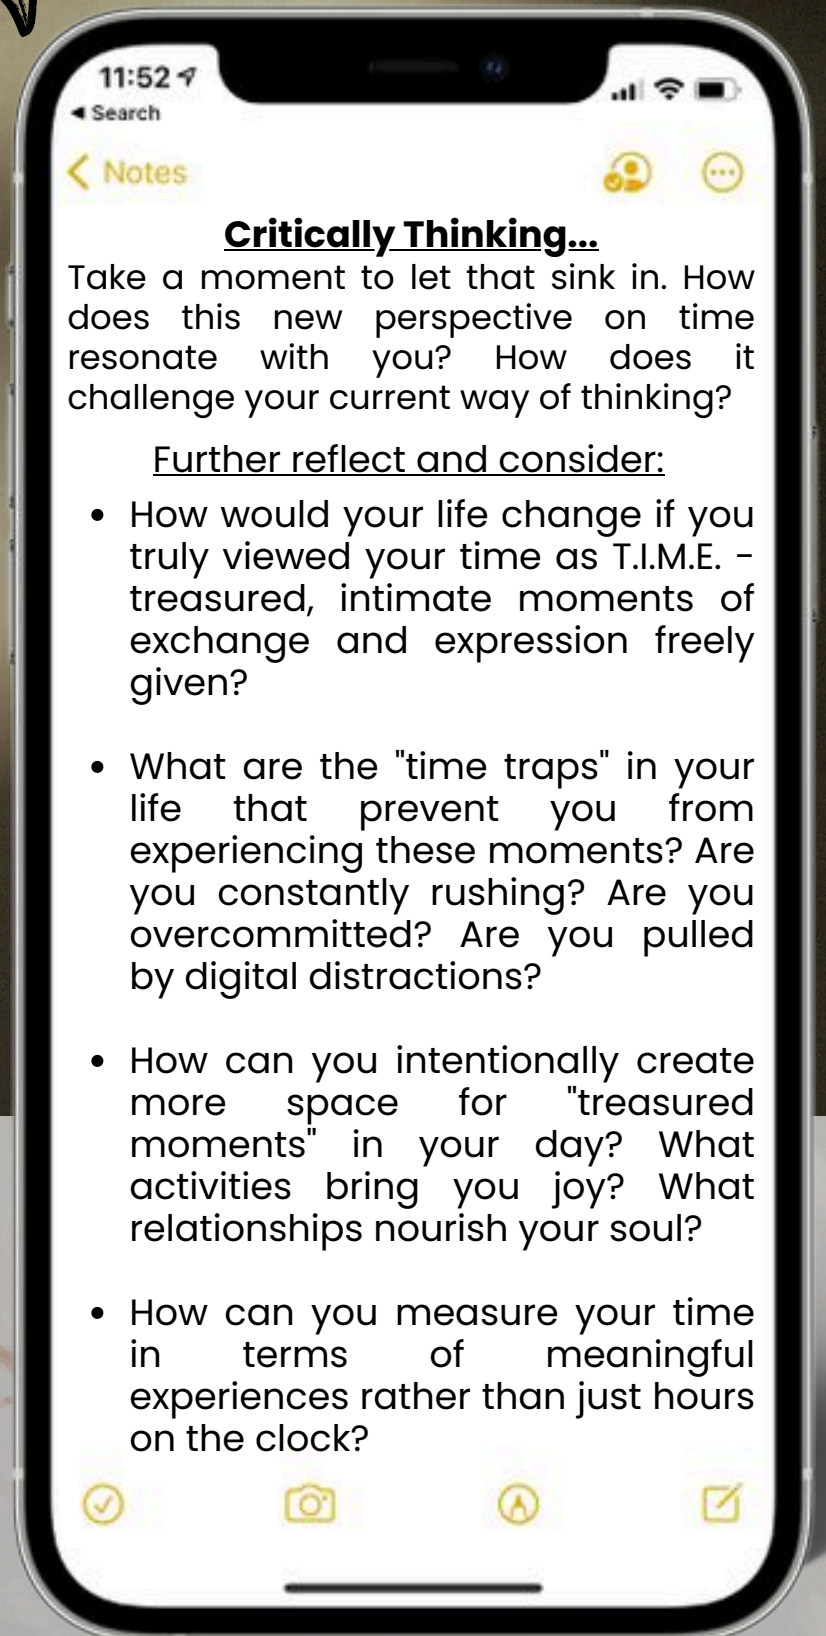 11:52
◀ Search
Notes
Critically Thinking...
Take a moment to let that sink in. How
does this new perspective on time
resonate with you? How does it
challenge your current way of thinking?
Further reflect and consider:
• How would your life change if you
truly viewed your time as T.I.M.E. -
treasured, intimate moments of
exchange and expression freely
given?
• What are the "time traps" in your
life that prevent you from
experiencing these moments? Are
you constantly rushing? Are you
overcommitted? Are you pulled
by digital distractions?
• How can you intentionally create
more space for "treasured
moments" in your day? What
activities bring you joy? What
relationships nourish your soul?
• How can you measure your time
in terms of meaningful
experiences rather than just hours
on the clock?